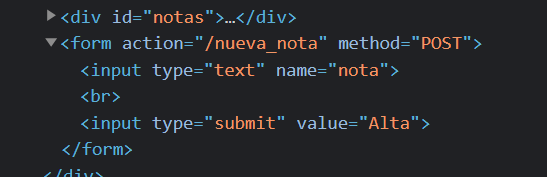 <div id="notas">…</div>
<form action="/nueva_nota" method="POST">
<input type="text" name="nota">
<br>
<input type="submit" value="Alta">
</form>
</div>